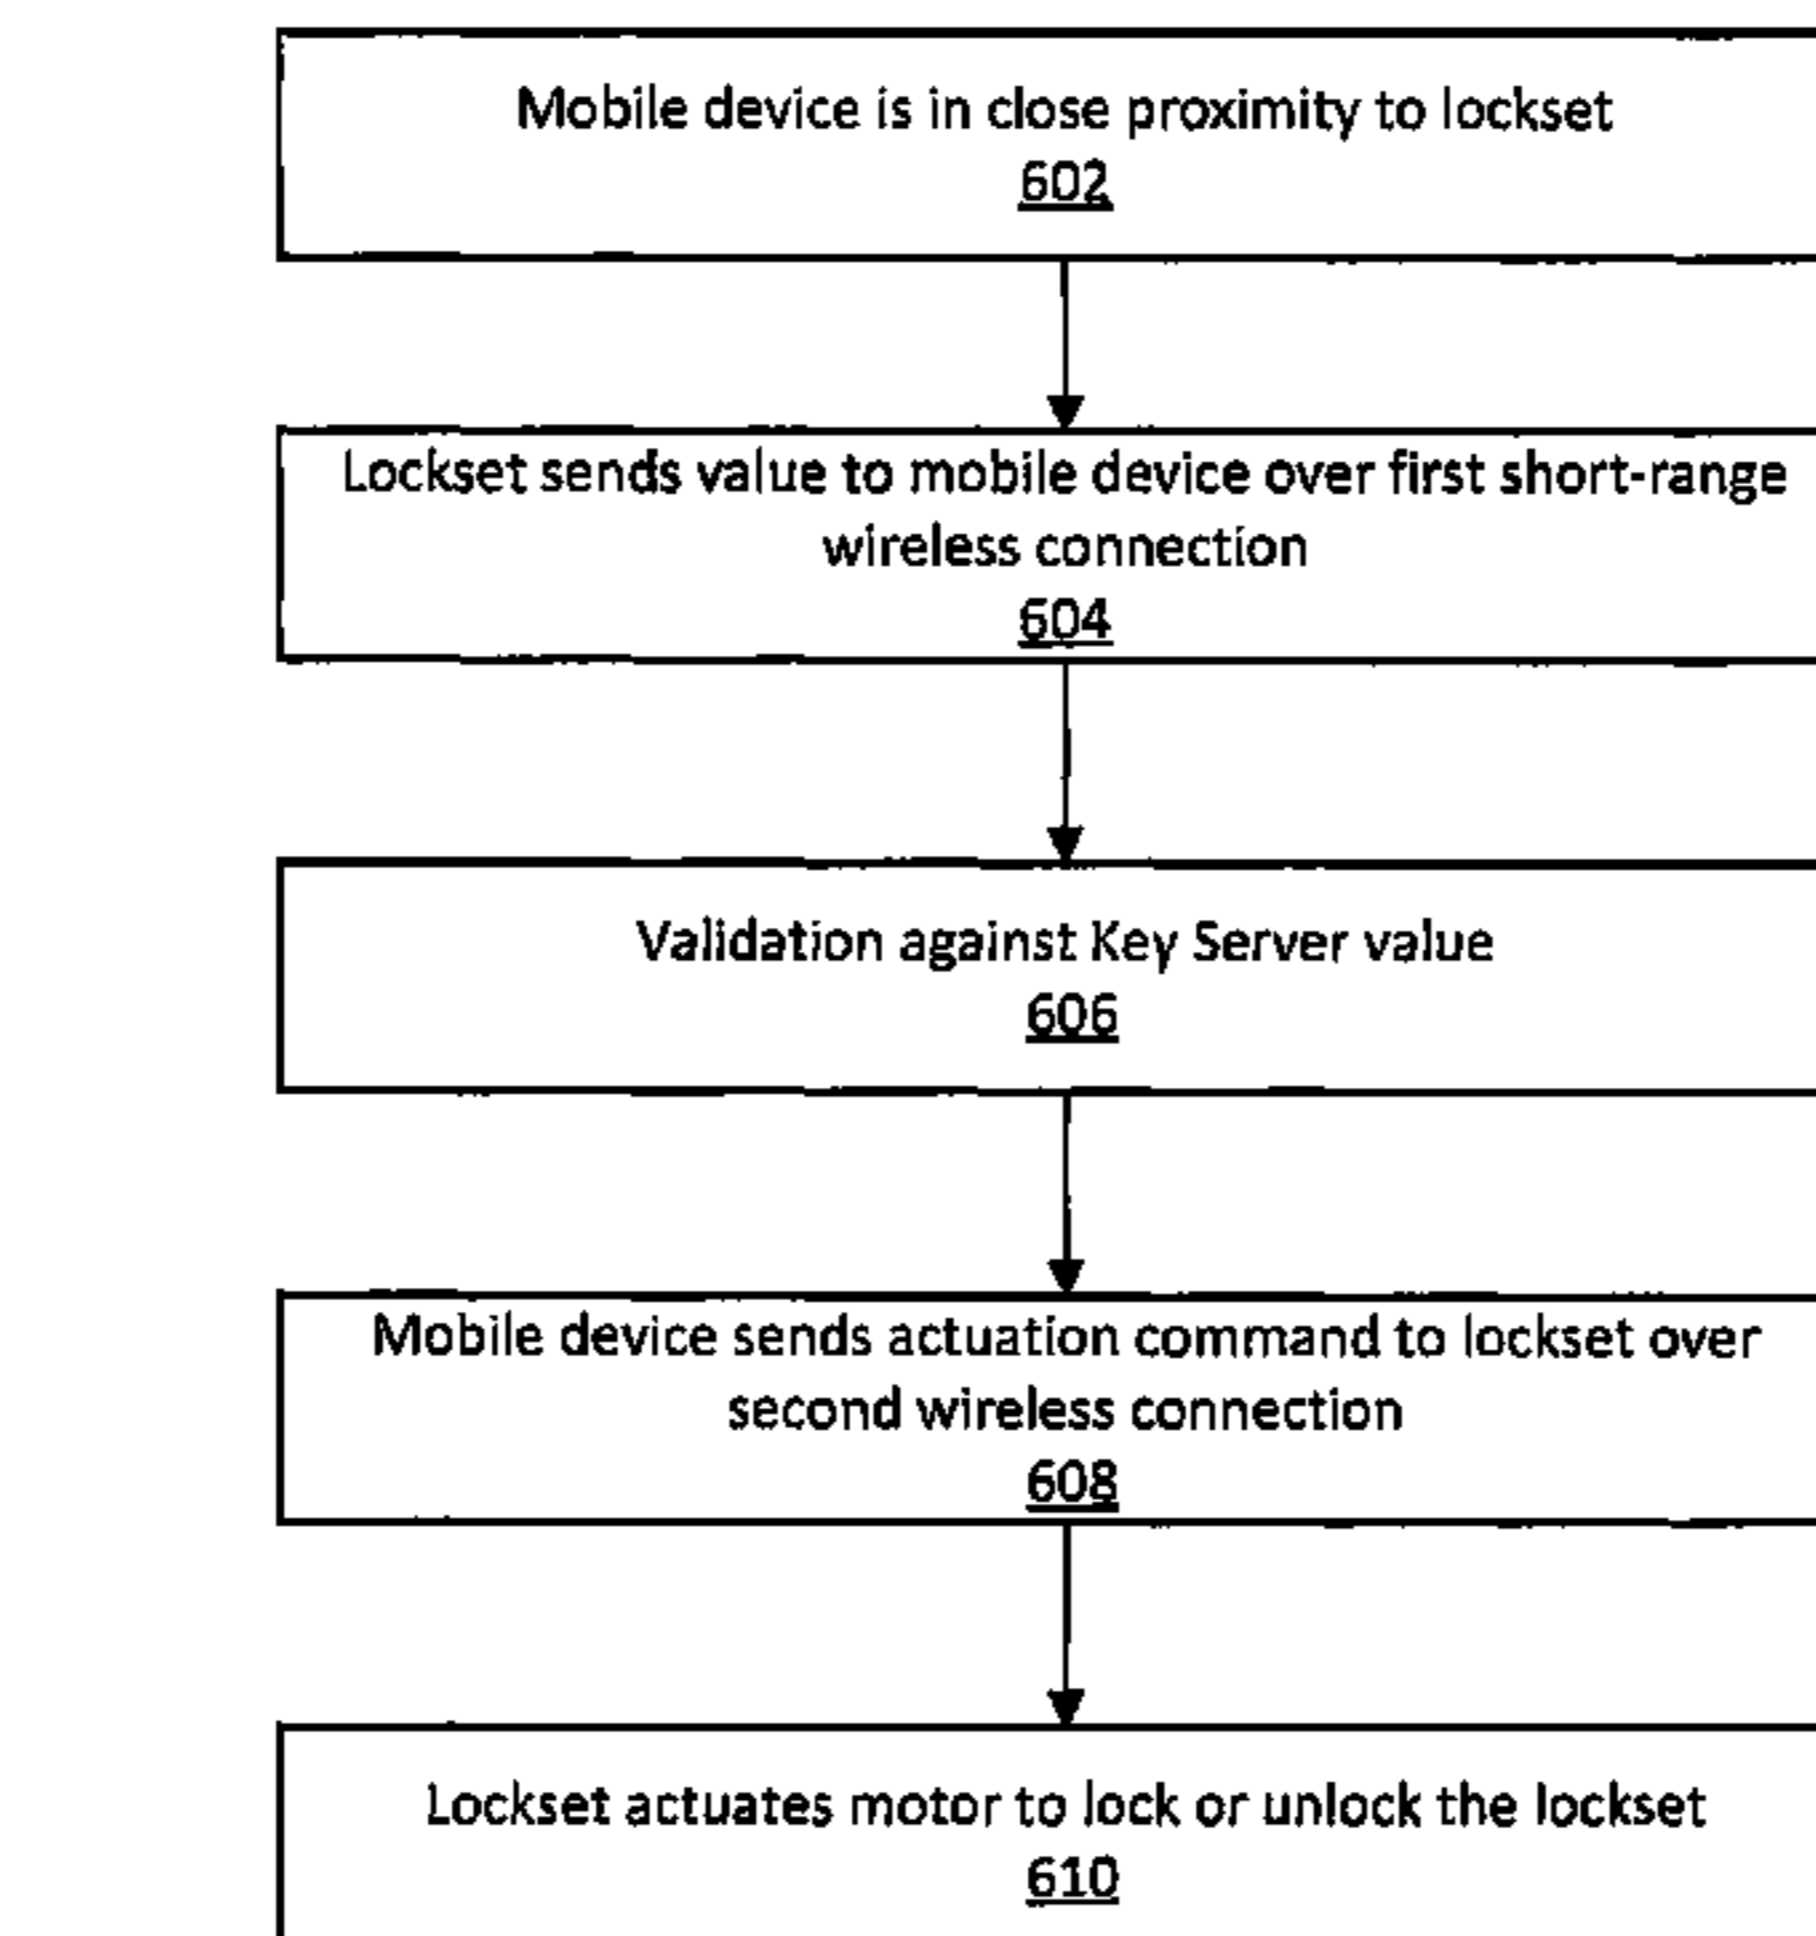 Mobile device is in close proximity to lockset
602
Lockset sends value to mobile device over first short-range
wireless connection
604
Validation against Key Server value
606
Mobile device sends actuation command to lockset over
second wireless connection
608
Lockset actuates motor to lock or unlock the lockset
610